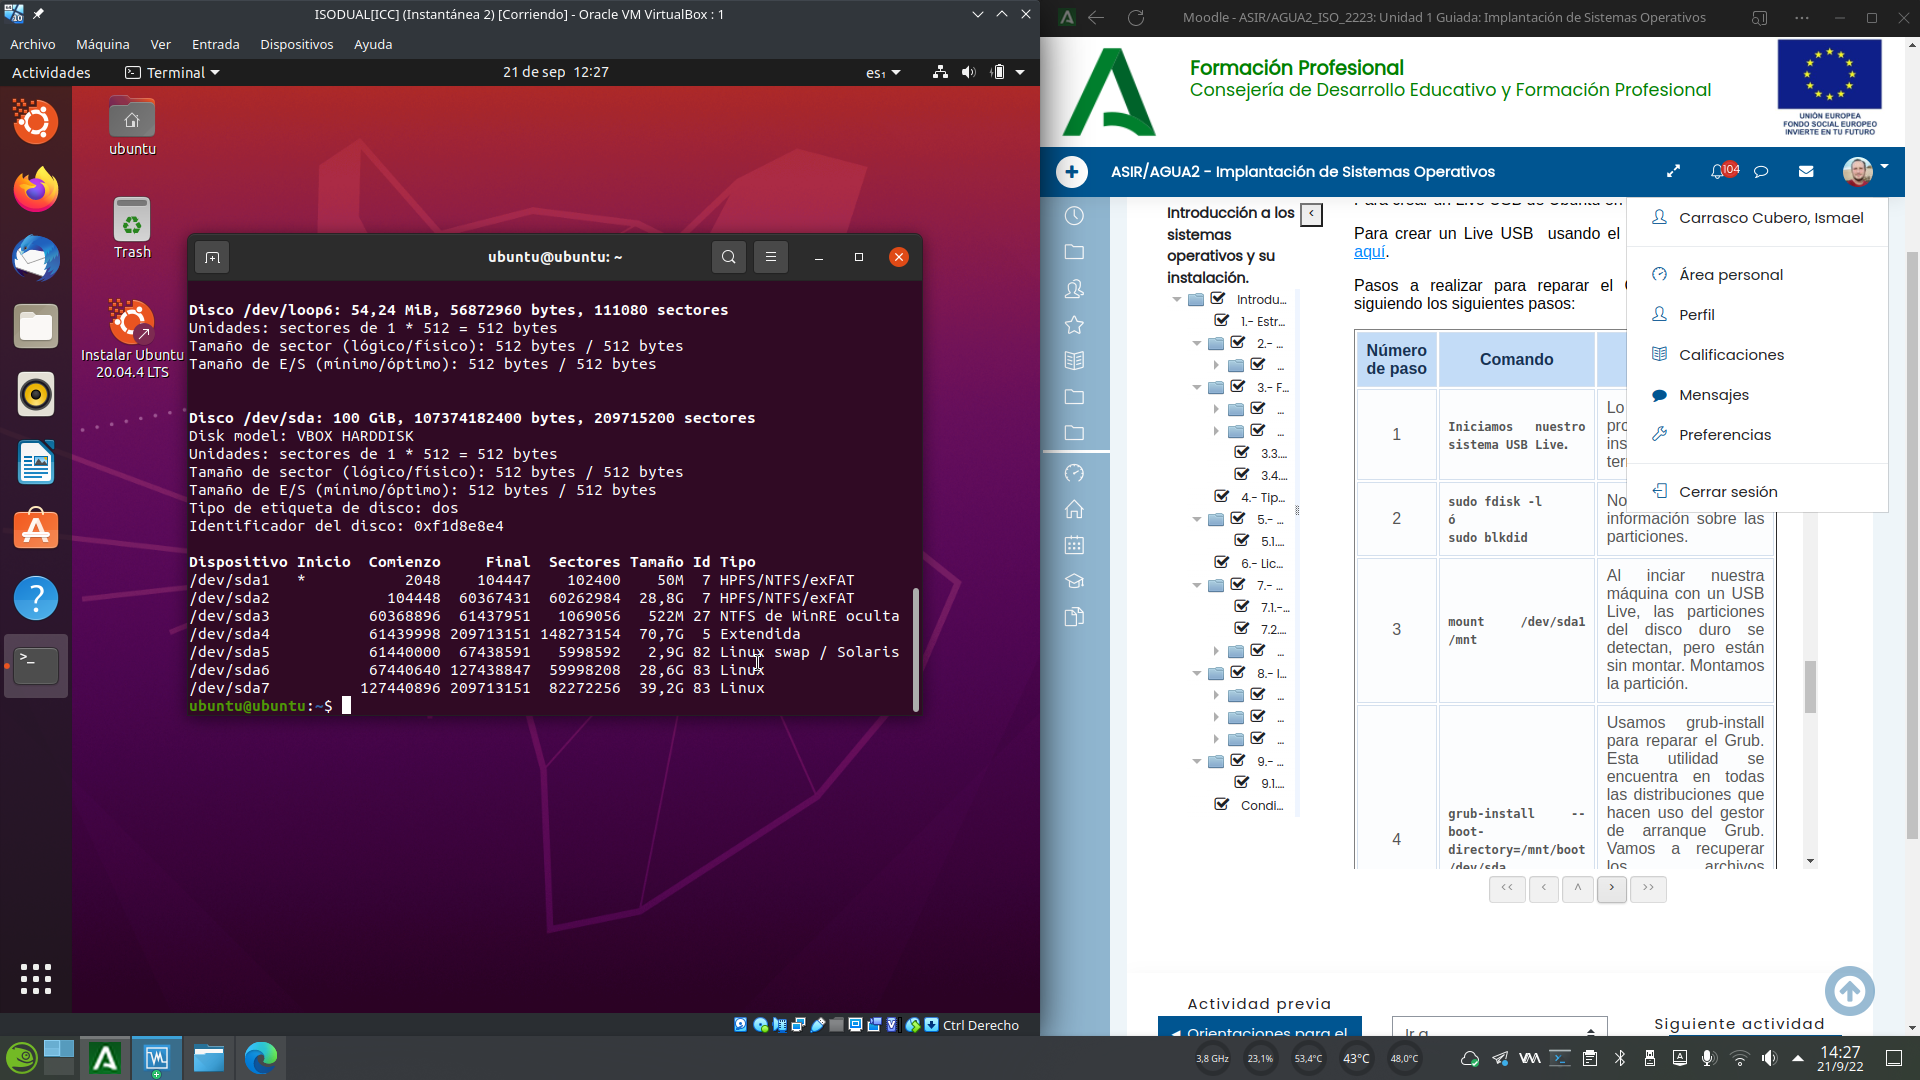 ISODUAL[ICC] (Instantánea 2) [Corriendo] - Oracle VM VirtualBox : 1
Archivo Máquina Ver Entrada Dispositivos Ayuda
Actividades Terminal 21 de sep 12:27 es₁
ubuntu
Trash
Instalar Ubuntu
20.04.4 LTS
ubuntu@ubuntu: ~
Disco /dev/loop6: 54,24 MiB, 56872960 bytes, 111080 sectores
Unidades: sectores de 1 * 512 = 512 bytes
Tamaño de sector (lógico/físico): 512 bytes / 512 bytes
Tamaño de E/S (mínimo/óptimo): 512 bytes / 512 bytes
Disco /dev/sda: 100 GiB, 107374182400 bytes, 209715200 sectores
Disk model: VBOX HARDDISK
Unidades: sectores de 1 * 512 = 512 bytes
Tamaño de sector (lógico/físico): 512 bytes / 512 bytes
Tamaño de E/S (mínimo/óptimo): 512 bytes / 512 bytes
Tipo de etiqueta de disco: dos
Identificador del disco: 0xf1d8e8e4
Dispositivo Inicio Comienzo Final Sectores Tamaño Id Tipo
/dev/sda1 * 2048 104447 102400 50M 7 HPFS/NTFS/exFAT
/dev/sda2 104448 60367431 60262984 28,8G 7 HPFS/NTFS/exFAT
/dev/sda3 60368896 61437951 1069056 522M 27 NTFS de WinRE oculta
/dev/sda4 61439998 209713151 148273154 70,7G 5 Extendida
/dev/sda5 61440000 67438591 5998592 2,9G 82 Linux swap / Solaris
/dev/sda6 67440640 127438847 59998208 28,6G 83 Linux
/dev/sda7 127440896 209713151 82272256 39,2G 83 Linux
ubuntu@ubuntu:~$
Ctrl Derecho
Moodle - ASIR/AGUA2_ISO_2223: Unidad 1 Guiada: Implantación de Sistemas Operativos
Formación Profesional
Consejería de Desarrollo Educativo y Formación Profesional
UNIÓN EUROPEA
FONDO SOCIAL EUROPEO
INVIERTE EN TU FUTURO
ASIR/AGUA2 - Implantación de Sistemas Operativos
104
Introducción a los
sistemas
operativos y su
instalación.
Introdu...
1.- Estr...
2.- ...
...
3.- F...
...
...
3.3....
3.4....
4.- Tip...
5.- ...
5.1....
6.- Lic...
7.- ...
7.1.-...
7.2....
...
8.- I...
...
...
...
9.- ...
9.1....
Condi...
Para crear un Live USB usando el
aquí.
Pasos a realizar para reparar el
siguiendo los siguientes pasos:
Número
de paso
Comando
1
Iniciamos nuestro
sistema USB Live.
Lo
2
sudo fdisk -l
ó
sudo blkdid
información sobre las
particiones.
3
mount /dev/sda1
/mnt
Al inciar nuestra
máquina con un USB
Live, las particiones
del disco duro se
detectan, pero están
sin montar. Montamos
la partición.
4
grub-install --
boot-
directory=/mnt/boot
/dev/sda
Usamos grub-install
para reparar el Grub.
Esta utilidad se
encuentra en todas
las distribuciones que
hacen uso del gestor
de arranque Grub.
Vamos a recuperar
los archivos
Carrasco Cubero, Ismael
Área personal
Perfil
Calificaciones
Mensajes
Preferencias
Cerrar sesión
Actividad previa
◄ Orientaciones para el
Ir a
Siguiente actividad
3,8 GHz
23,1%
53,4°C
43°C
48,0°C
14:27
21/9/22